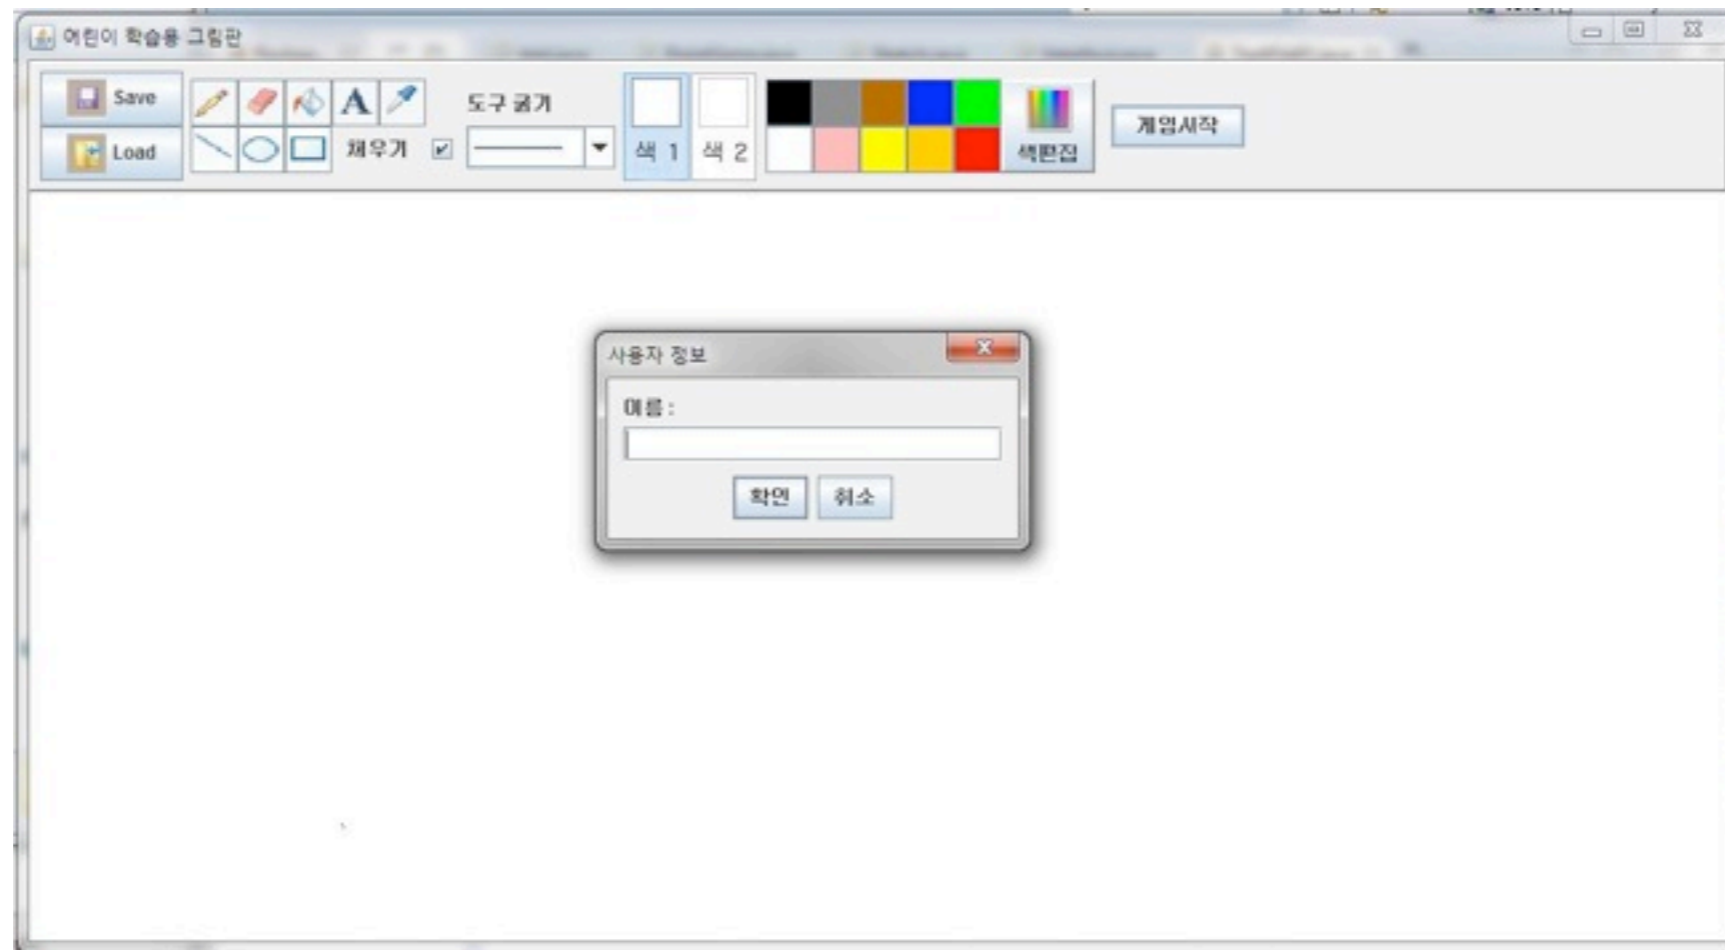 어린이 학습용 그림판
Save
A
도구 굵기
Load
채우기
색 1
색 2
색편집
게임시작
사용자 정보
이름 :
확인
취소